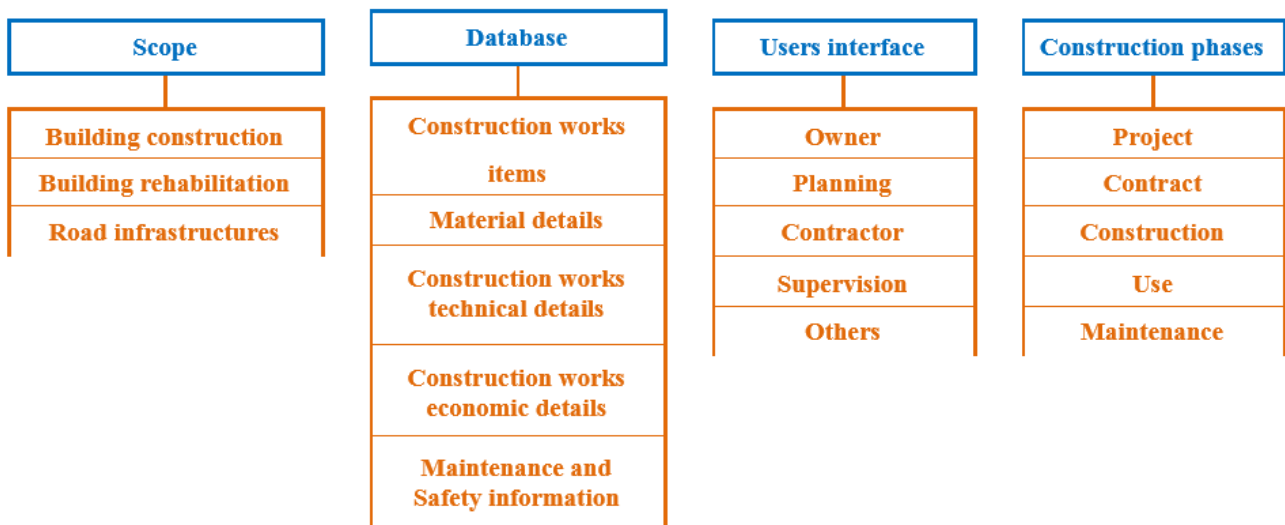 Scope
Building construction
Building rehabilitation
Road infrastructures
Database
Construction works
items
Material details
Construction works
technical details
Construction works
economic details
Maintenance and
Safety information
Users interface
Owner
Planning
Contractor
Supervision
Others
Construction phases
Project
Contract
Construction
Use
Maintenance